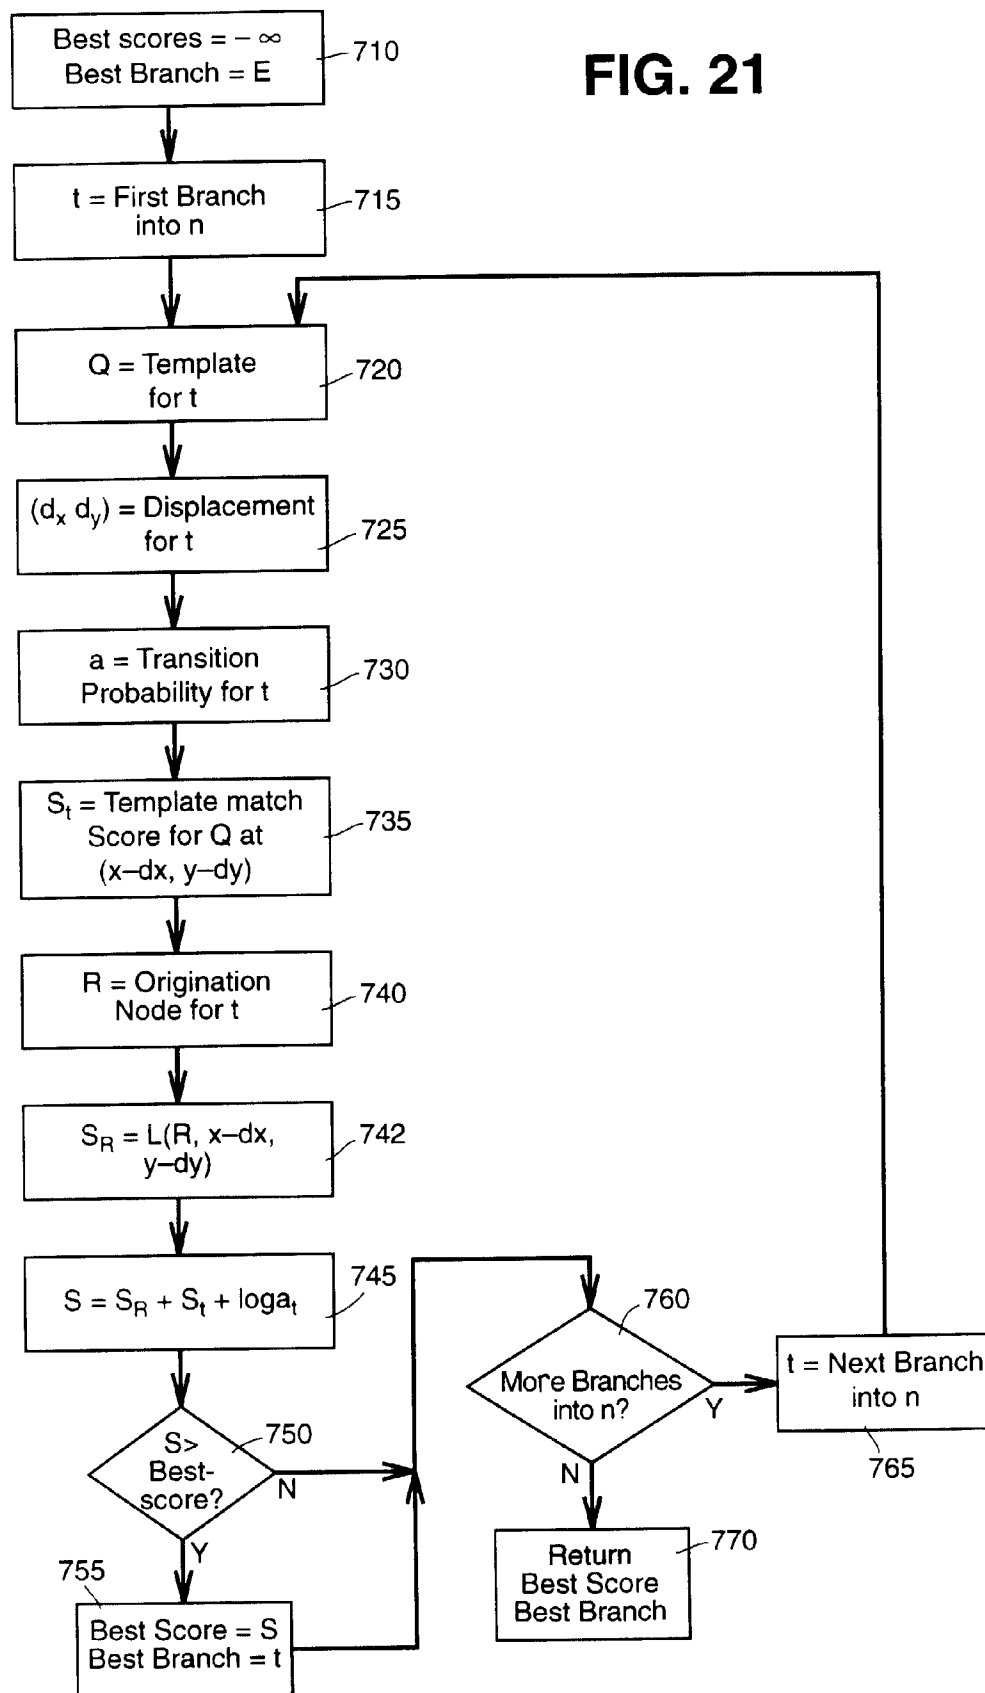 FIG. 21
Best scores = – ∞
Best Branch = E
710
t = First Branch
into n
715
Q = Template
for t
720
(dx dy) = Displacement
for t
725
a = Transition
Probability for t
730
St = Template match
Score for Q at
(x–dx, y–dy)
735
R = Origination
Node for t
740
SR = L(R, x–dx,
y–dy)
742
S = SR + St + logat
745
S>
Best-
score?
750
N
Y
755
Best Score = S
Best Branch = t
760
More Branches
into n?
Y
N
t = Next Branch
into n
765
770
Return
Best Score
Best Branch